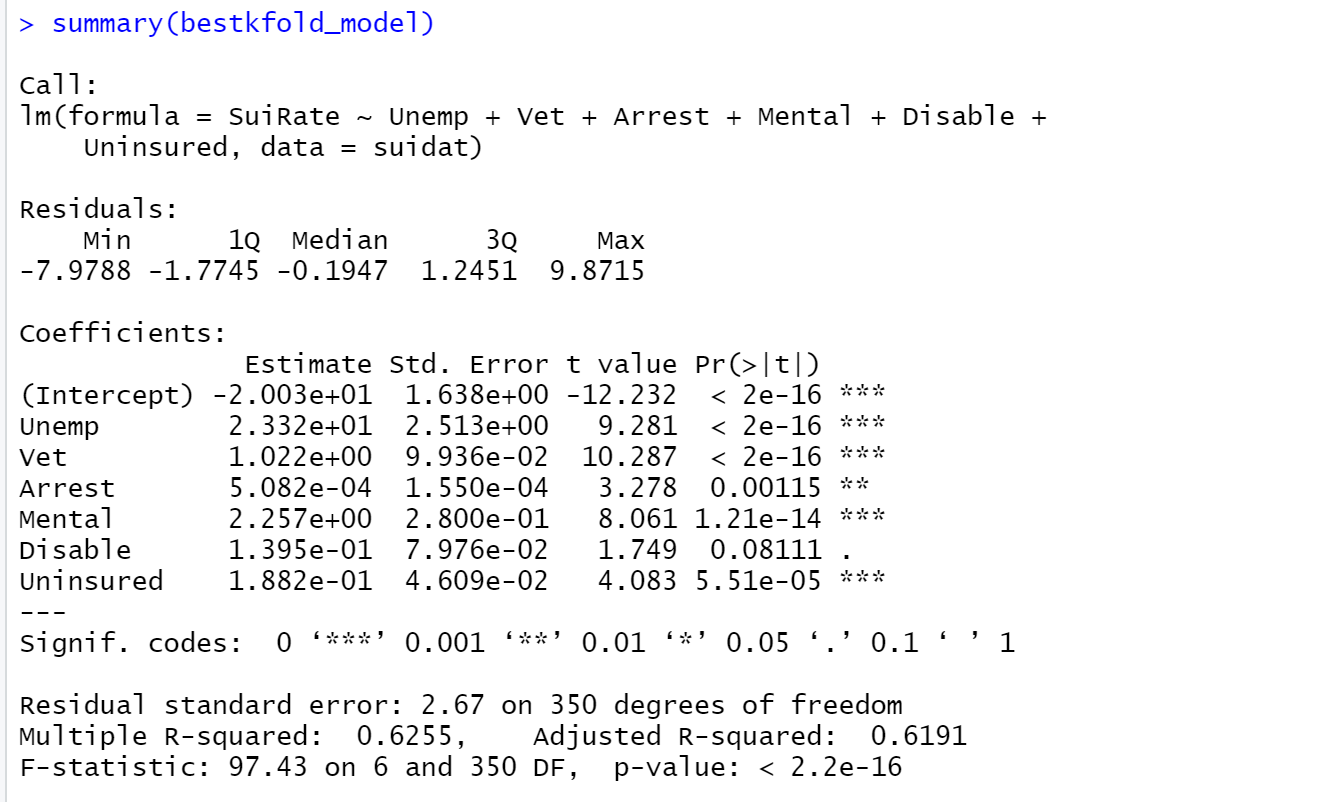 > summary(bestkfold_model)
Call:
lm(formula = SuiRate ~ Unemp + Vet + Arrest + Mental + Disable +
    Uninsured, data = suidat)
Residuals:
    Min      1Q  Median      3Q     Max
-7.9788 -1.7745 -0.1947  1.2451  9.8715
Coefficients:
              Estimate Std. Error t value Pr(>|t|)
(Intercept) -2.003e+01  1.638e+00 -12.232  < 2e-16 ***
Unemp        2.332e+01  2.513e+00   9.281  < 2e-16 ***
Vet          1.022e+00  9.936e-02  10.287  < 2e-16 ***
Arrest       5.082e-04  1.550e-04   3.278  0.00115 **
Mental       2.257e+00  2.800e-01   8.061 1.21e-14 ***
Disable      1.395e-01  7.976e-02   1.749  0.08111 .
Uninsured    1.882e-01  4.609e-02   4.083 5.51e-05 ***
---
Signif. codes:  0 ‘***’ 0.001 ‘**’ 0.01 ‘*’ 0.05 ‘.’ 0.1 ‘ ’ 1
Residual standard error: 2.67 on 350 degrees of freedom
Multiple R-squared:  0.6255,    Adjusted R-squared:  0.6191
F-statistic: 97.43 on 6 and 350 DF,  p-value: < 2.2e-16